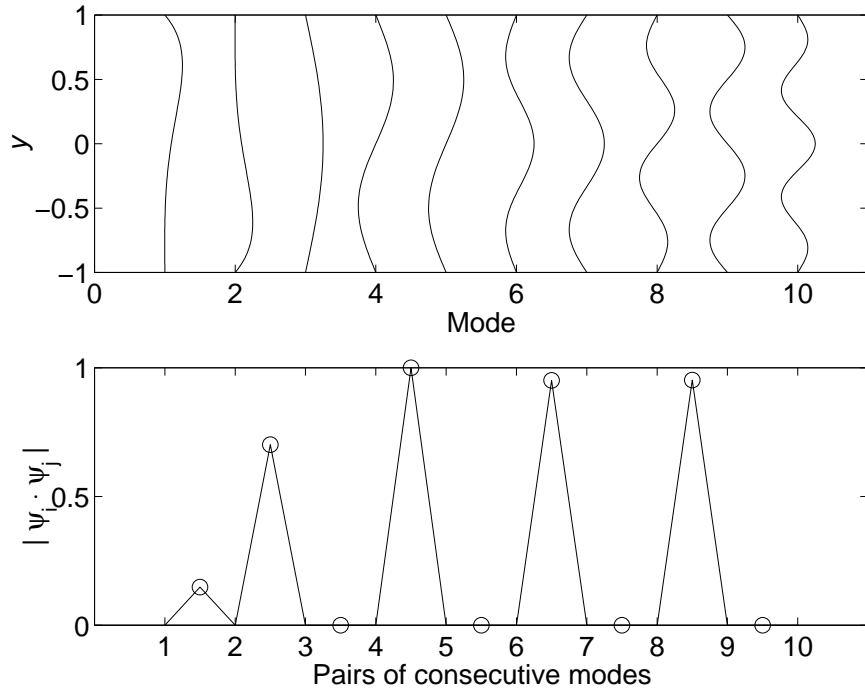 1
0.5
0
−0.5
−1
y
0 2 4 6 8 10
Mode
1
0.5
0
| ψi · ψj |
1 2 3 4 5 6 7 8 9 10
Pairs of consecutive modes